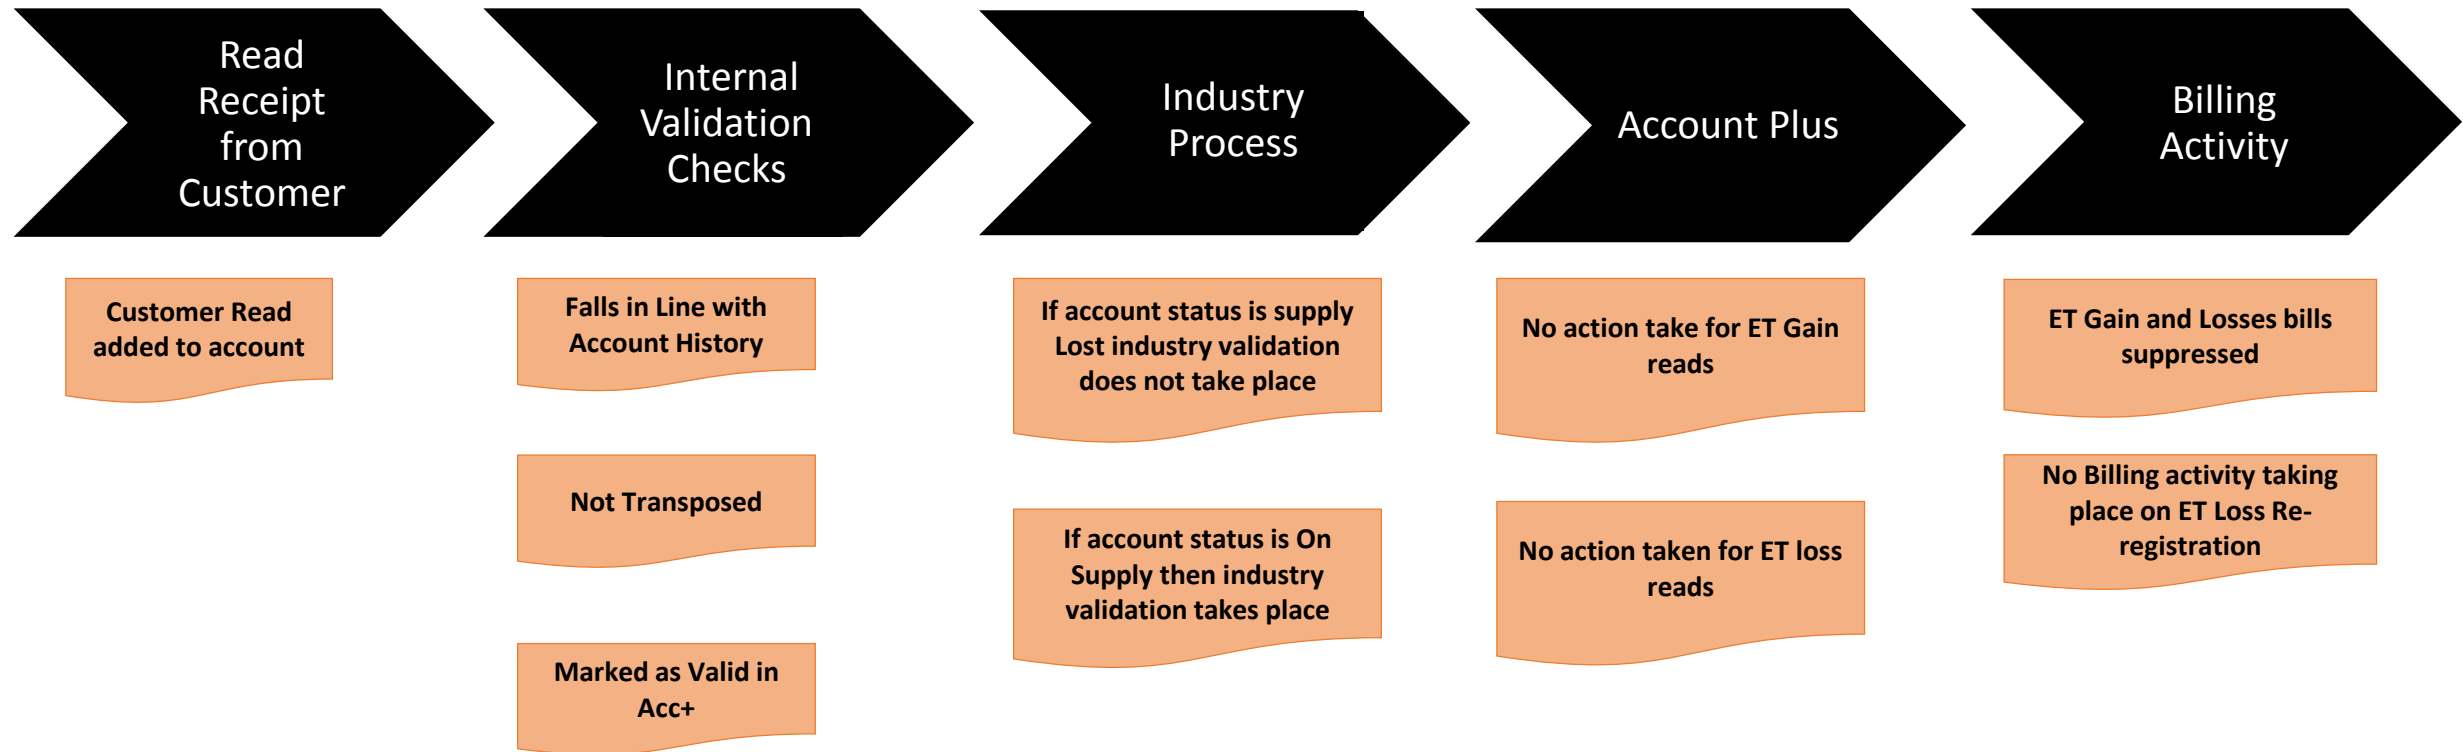 Read
Receipt
from
Customer
Internal
Validation
Checks
Industry
Process
Account Plus
Billing
Activity
Customer Read
added to account
Falls in Line with
Account History
Not Transposed
Marked as Valid in
Acc+
If account status is supply
Lost industry validation
does not take place
If account status is On
Supply then industry
validation takes place
No action take for ET Gain
reads
No action taken for ET loss
reads
ET Gain and Losses bills
suppressed
No Billing activity taking
place on ET Loss Re-
registration